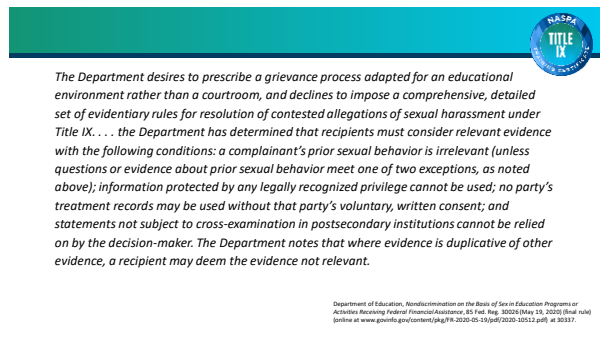 NASPA
TITLE
IX
TRAINING CERTIFICATE
The Department desires to prescribe a grievance process adapted for an educational
environment rather than a courtroom, and declines to impose a comprehensive, detailed
set of evidentiary rules for resolution of contested allegations of sexual harassment under
Title IX. . . . the Department has determined that recipients must consider relevant evidence
with the following conditions: a complainant’s prior sexual behavior is irrelevant (unless
questions or evidence about prior sexual behavior meet one of two exceptions, as noted
above); information protected by any legally recognized privilege cannot be used; no party’s
treatment records may be used without that party’s voluntary, written consent; and
statements not subject to cross-examination in postsecondary institutions cannot be relied
on by the decision-maker. The Department notes that where evidence is duplicative of other
evidence, a recipient may deem the evidence not relevant.
Department of Education, Nondiscrimination on the Basis of Sex in Education Programs or
Activities Receiving Federal Financial Assistance, 85 Fed. Reg. 30026 (May 19, 2020) (final rule)
(online at www.govinfo.gov/content/pkg/FR-2020-05-19/pdf/2020-10512.pdf) at 30337.